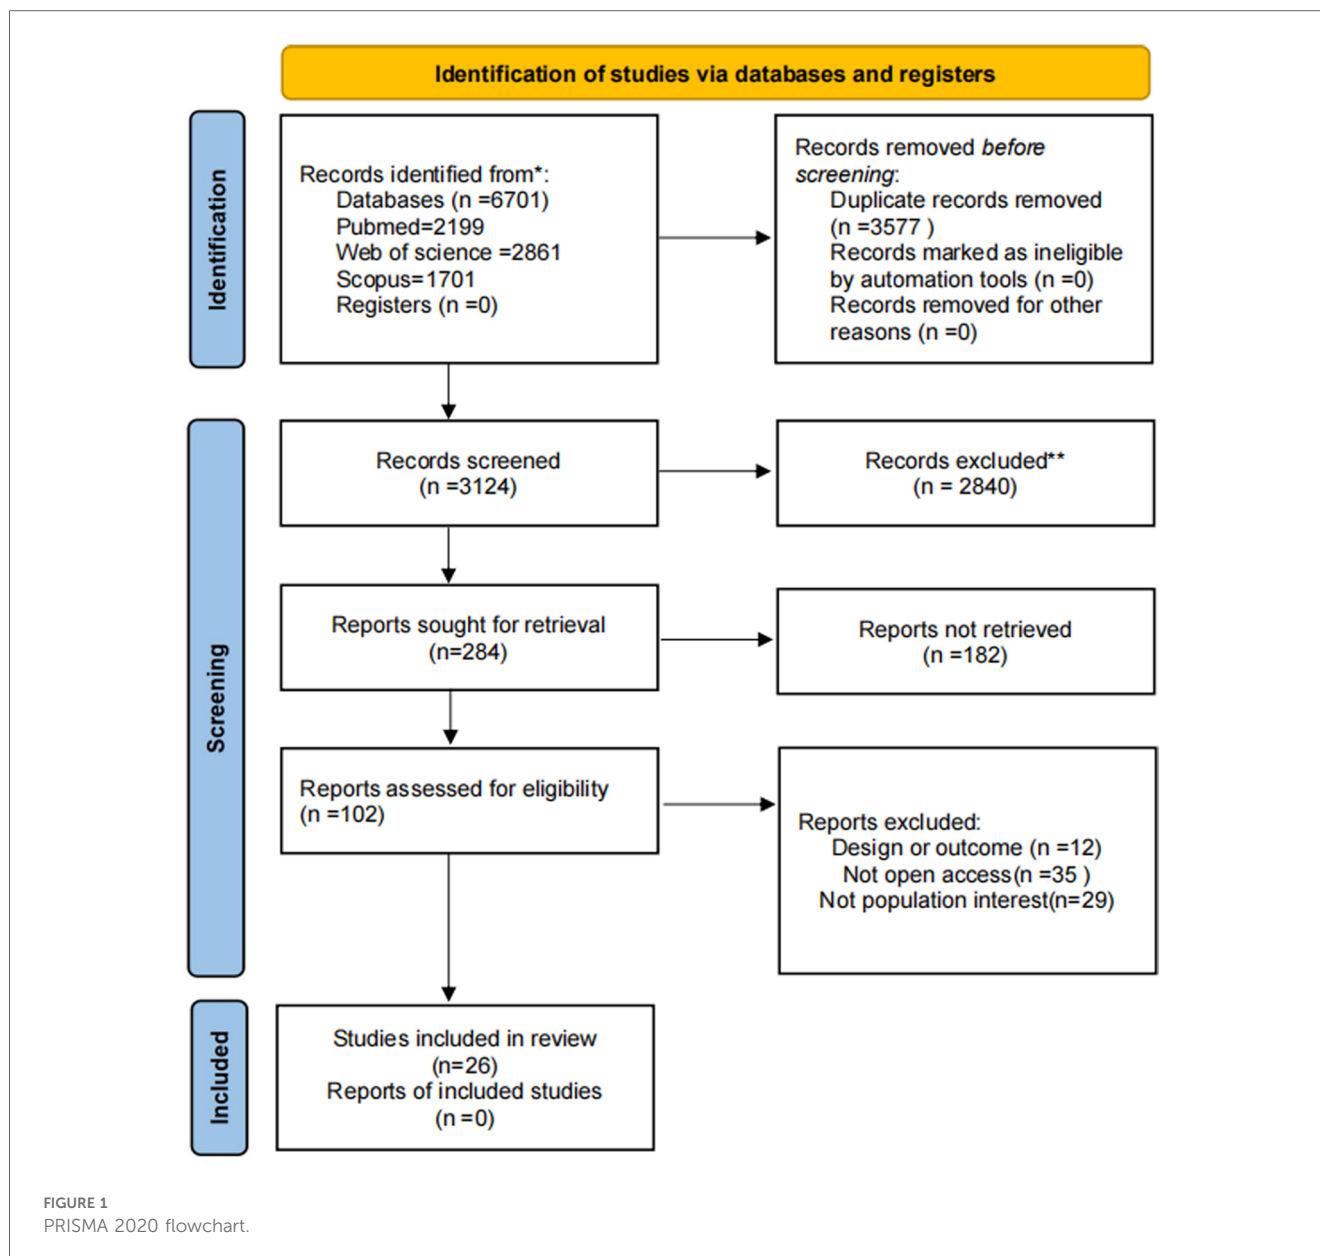 Identification of studies via databases and registers
Identification
Records identified from*:
Databases (n =6701)
Pubmed=2199
Web of science =2861
Scopus=1701
Registers (n =0)
Records removed before
screening:
Duplicate records removed
(n =3577 )
Records marked as ineligible
by automation tools (n =0)
Records removed for other
reasons (n =0)
Screening
Records screened
(n =3124)
Records excluded**
(n = 2840)
Reports sought for retrieval
(n=284)
Reports not retrieved
(n =182)
Reports assessed for eligibility
(n =102)
Reports excluded:
Design or outcome (n =12)
Not open access(n =35 )
Not population interest(n=29)
Included
Studies included in review
(n=26)
Reports of included studies
(n =0)
FIGURE 1
PRISMA 2020 flowchart.